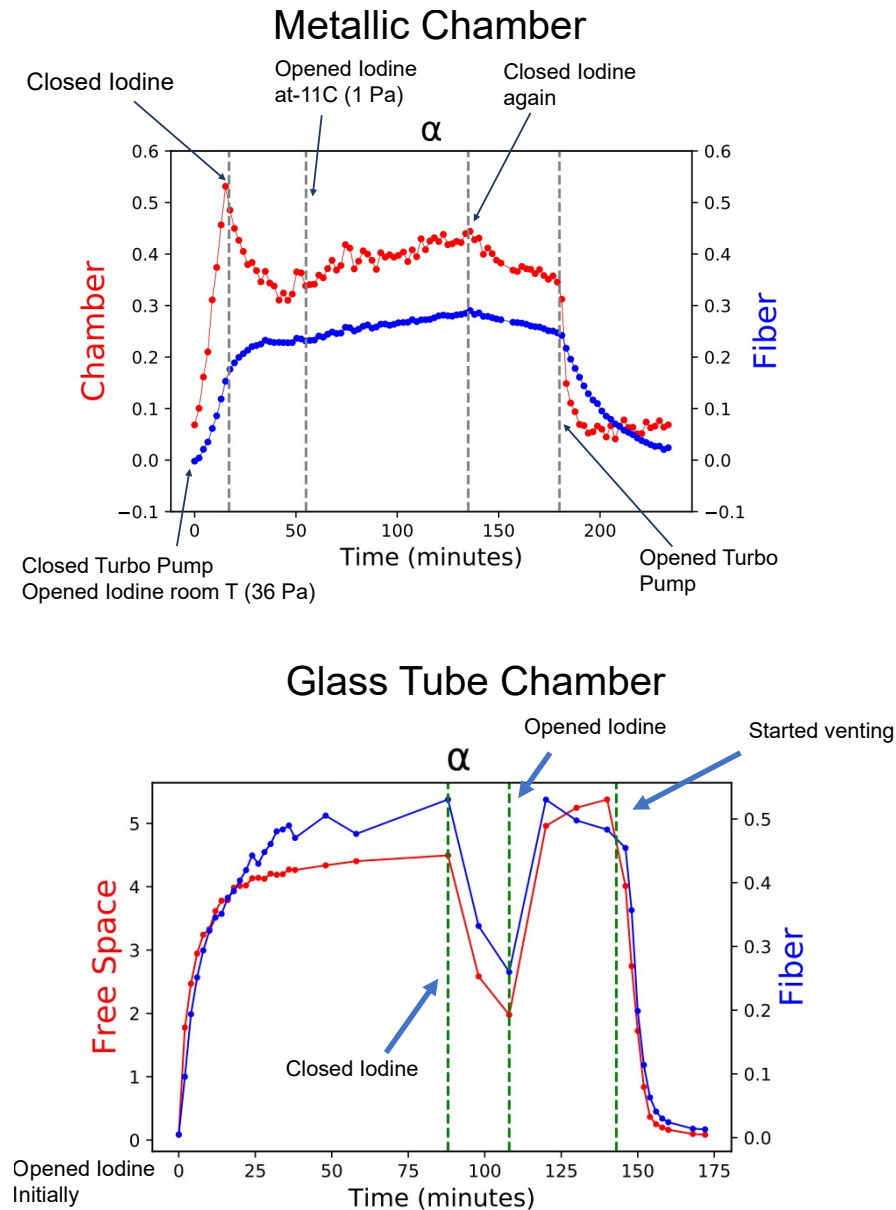 Metallic Chamber
Closed Iodine
Opened Iodine
at-11C (1 Pa)
Closed Iodine
again
α
0.6
0.5
0.4
0.3
0.2
0.1
0.0
−0.1
Chamber
0.6
0.5
0.4
0.3
0.2
0.1
0.0
−0.1
Fiber
0
50
100
150
200
Time (minutes)
Closed Turbo Pump
Opened Iodine room T (36 Pa)
Opened Turbo
Pump
Glass Tube Chamber
Opened Iodine
Started venting
α
5
4
3
2
1
0
Free Space
0.5
0.4
0.3
0.2
0.1
0.0
Fiber
Closed Iodine
Opened Iodine
Initially
0
25
50
75
100
125
150
175
Time (minutes)